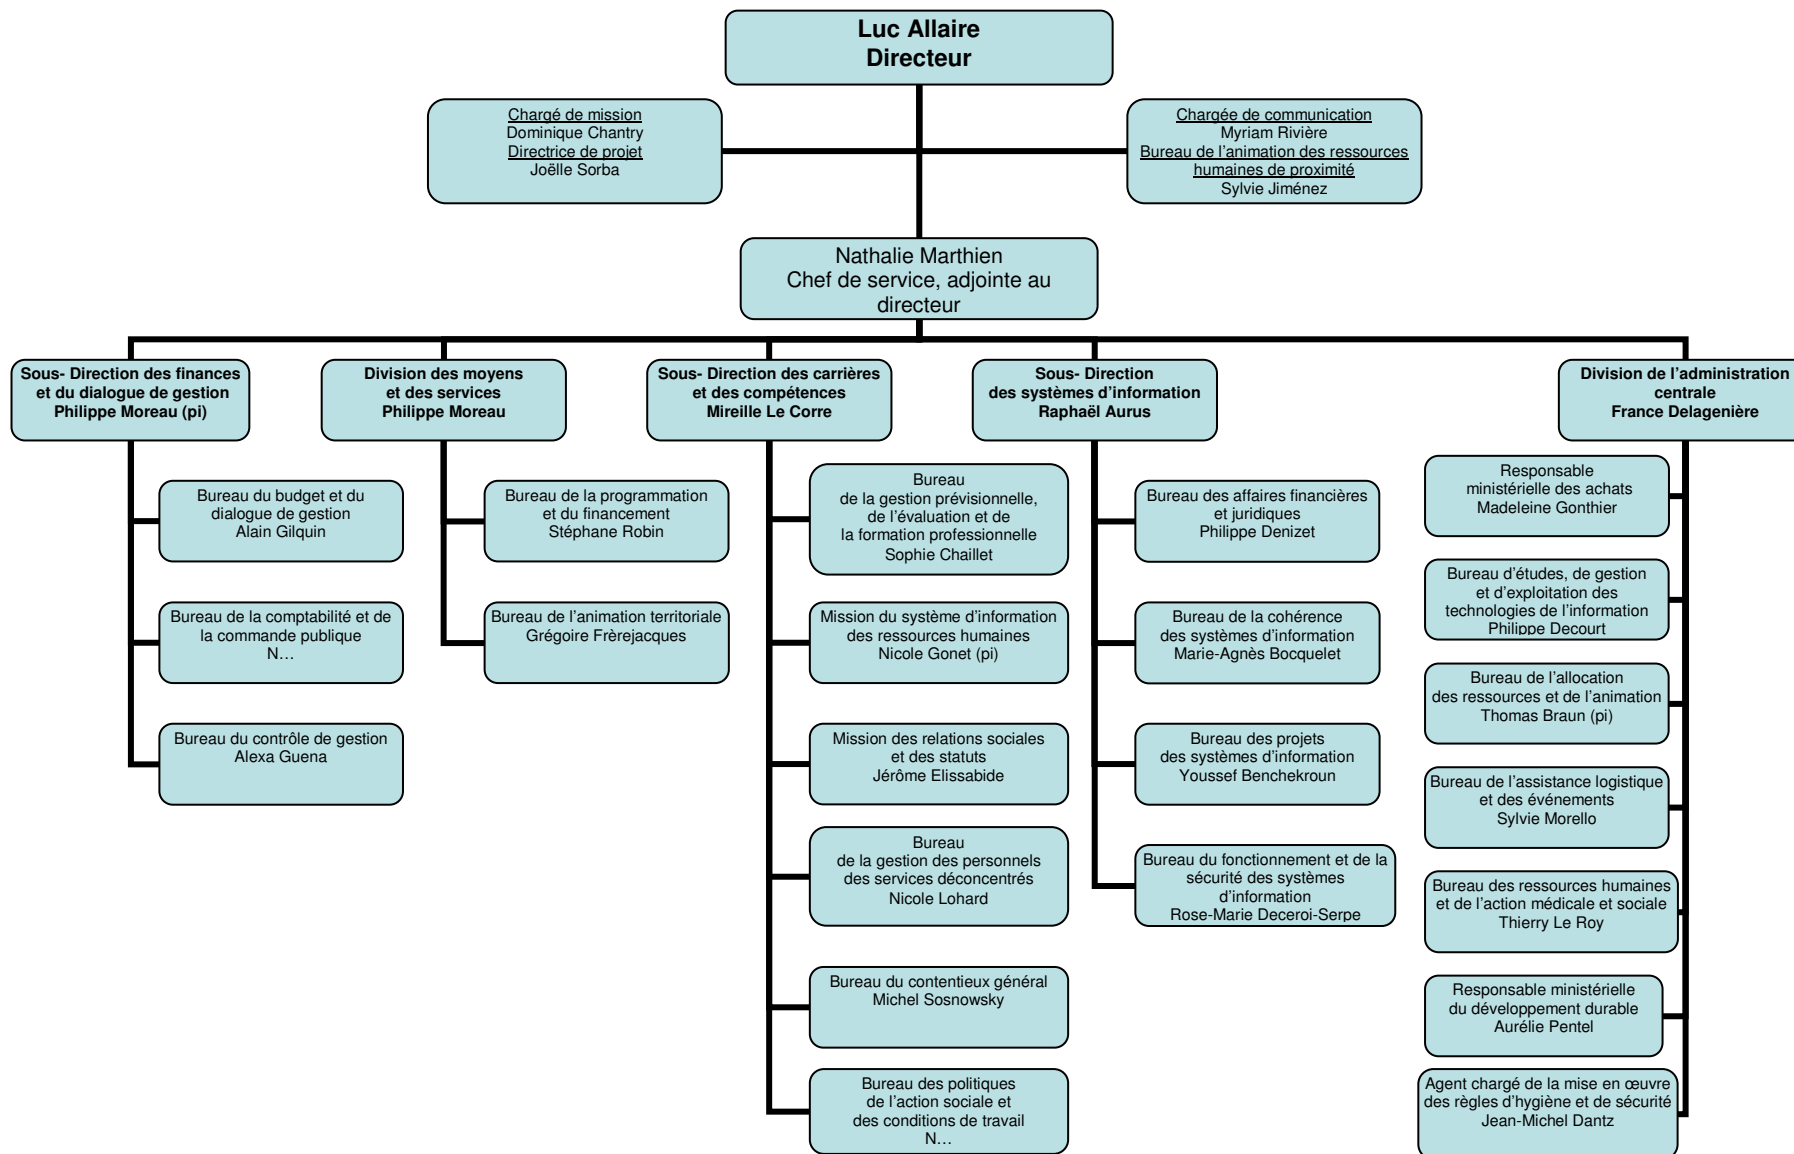 Luc Allaire
Directeur
Chargé de mission
Dominique Chantry
Directrice de projet
Joëlle Sorba
Chargée de communication
Myriam Rivière
Bureau de l’animation des ressources
humaines de proximité
Sylvie Jiménez
Nathalie Marthien
Chef de service, adjointe au
directeur
Sous- Direction des finances
et du dialogue de gestion
Philippe Moreau (pi)
Division des moyens
et des services
Philippe Moreau
Sous- Direction des carrières
et des compétences
Mireille Le Corre
Sous- Direction
des systèmes d’information
Raphaël Aurus
Division de l’administration
centrale
France Delagenière
Bureau du budget et du
dialogue de gestion
Alain Gilquin
Bureau de la comptabilité et de
la commande publique
N…
Bureau du contrôle de gestion
Alexa Guena
Bureau de la programmation
et du financement
Stéphane Robin
Bureau de l’animation territoriale
Grégoire Frèrejacques
Bureau
de la gestion prévisionnelle,
de l’évaluation et de
la formation professionnelle
Sophie Chaillet
Mission du système d’information
des ressources humaines
Nicole Gonet (pi)
Mission des relations sociales
et des statuts
Jérôme Elissabide
Bureau
de la gestion des personnels
des services déconcentrés
Nicole Lohard
Bureau du contentieux général
Michel Sosnowsky
Bureau des politiques
de l’action sociale et
des conditions de travail
N…
Bureau des affaires financières
et juridiques
Philippe Denizet
Bureau de la cohérence
des systèmes d’information
Marie-Agnès Bocquelet
Bureau des projets
des systèmes d’information
Youssef Benchekroun
Bureau du fonctionnement et de la
sécurité des systèmes
d’information
Rose-Marie Deceroi-Serpe
Responsable
ministérielle des achats
Madeleine Gonthier
Bureau d’études, de gestion
et d’exploitation des
technologies de l’information
Philippe Decourt
Bureau de l’allocation
des ressources et de l’animation
Thomas Braun (pi)
Bureau de l’assistance logistique
et des événements
Sylvie Morello
Bureau des ressources humaines
et de l’action médicale et sociale
Thierry Le Roy
Responsable ministérielle
du développement durable
Aurélie Pentel
Agent chargé de la mise en œuvre
des règles d’hygiène et de sécurité
Jean-Michel Dantz